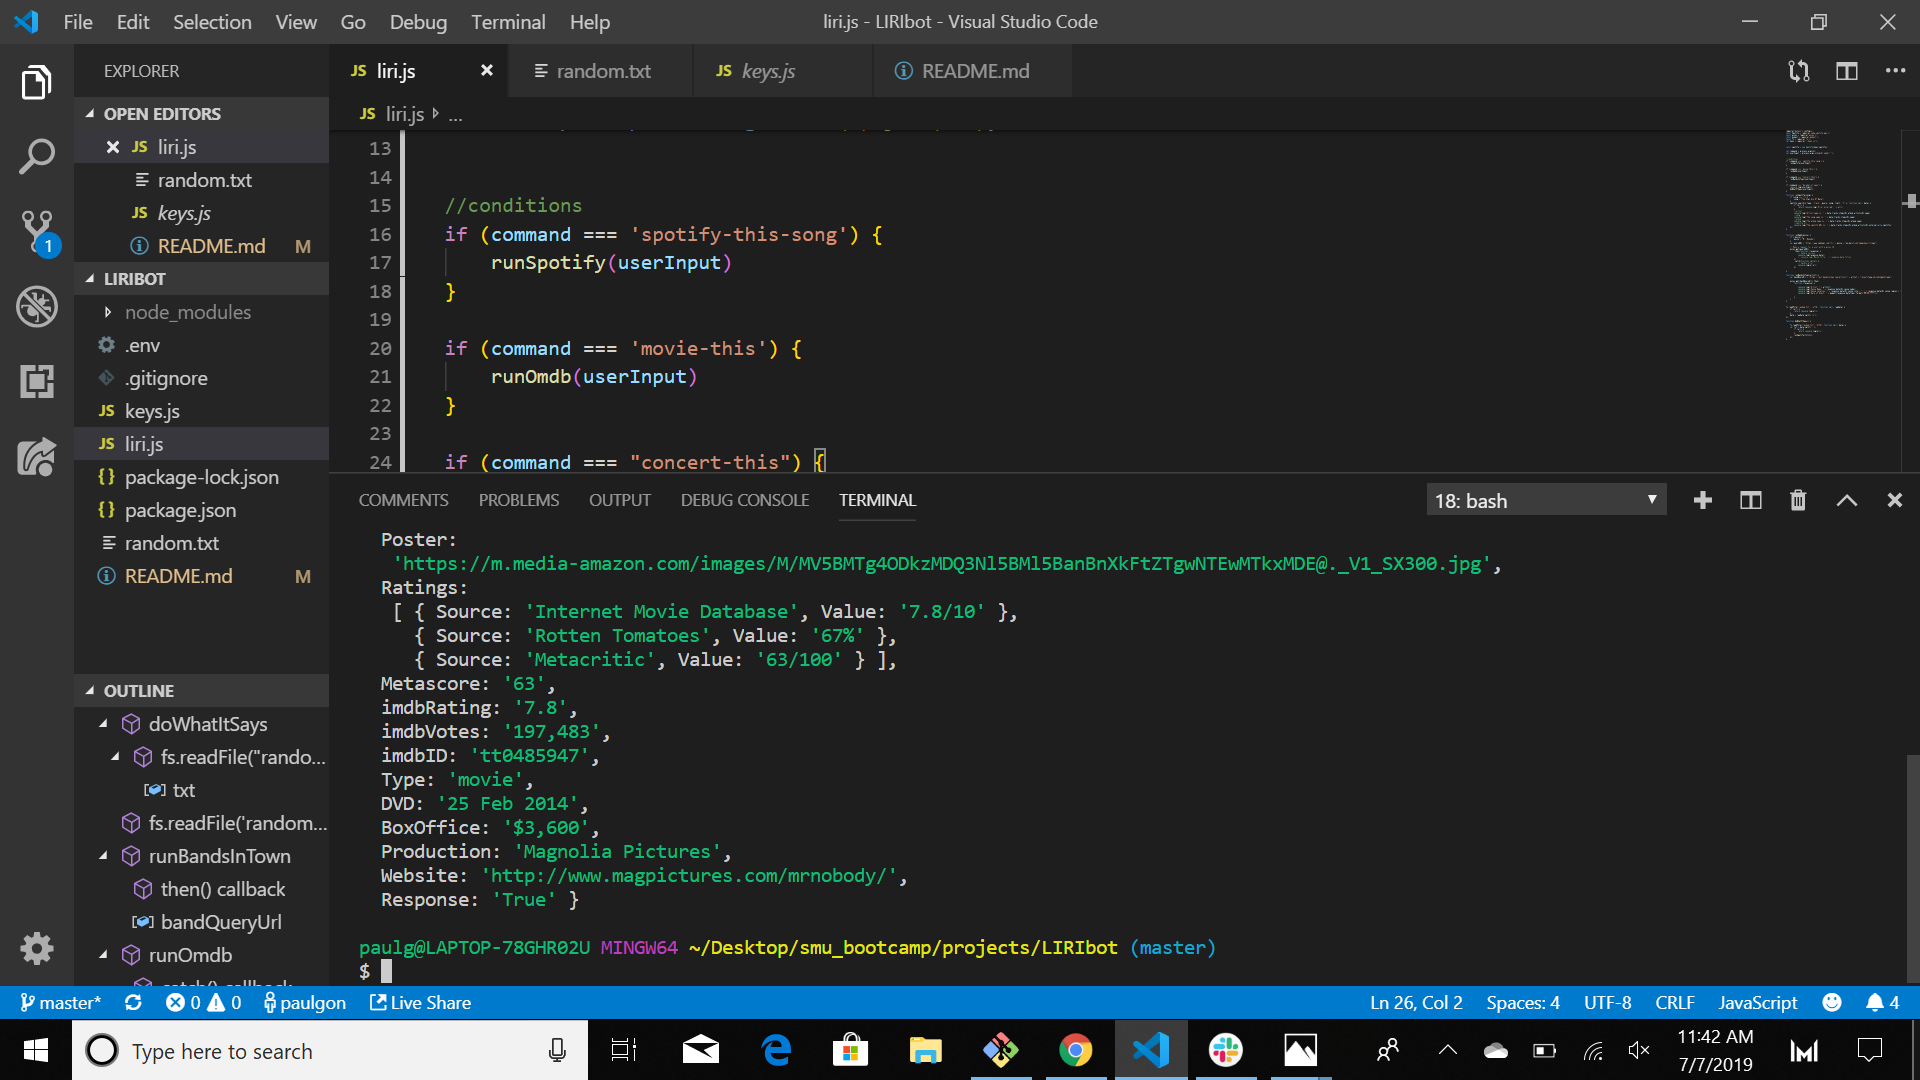 File Edit Selection View Go Debug Terminal Help
liri.js - LIRIbot - Visual Studio Code
EXPLORER
OPEN EDITORS
JS liri.js
random.txt
JS keys.js
README.md M
LIRIBOT
node_modules
.env
.gitignore
JS keys.js
JS liri.js
{} package-lock.json
{} package.json
random.txt
README.md M
OUTLINE
doWhatItSays
fs.readFile("rando...
txt
fs.readFile('random...
runBandsInTown
then() callback
bandQueryUrl
runOmdb
JS liri.js
random.txt
JS keys.js
README.md
JS liri.js ...
13
14
15 //conditions
16 if (command === 'spotify-this-song') {
17 runSpotify(userInput)
18 }
19
20 if (command === 'movie-this') {
21 runOmdb(userInput)
22 }
23
24 if (command === "concert-this") {
COMMENTS PROBLEMS OUTPUT DEBUG CONSOLE TERMINAL
18: bash
Poster:
'https://m.media-amazon.com/images/M/MV5BMTg4ODkzMDQ3Nl5BMl5BanBnXkFtZTgwNTEwMTkxMDE@._V1_SX300.jpg',
Ratings:
[ { Source: 'Internet Movie Database', Value: '7.8/10' },
{ Source: 'Rotten Tomatoes', Value: '67%' },
{ Source: 'Metacritic', Value: '63/100' } ],
Metascore: '63',
imdbRating: '7.8',
imdbVotes: '197,483',
imdbID: 'tt0485947',
Type: 'movie',
DVD: '25 Feb 2014',
BoxOffice: '$3,600',
Production: 'Magnolia Pictures',
Website: 'http://www.magpictures.com/mrnobody/',
Response: 'True' }
paulg@LAPTOP-78GHR02U MINGW64 ~/Desktop/smu_bootcamp/projects/LIRIbot (master)
$
1
master* 0 0 paulgon Live Share
Ln 26, Col 2 Spaces: 4 UTF-8 CRLF JavaScript 4
Type here to search
11:42 AM
7/7/2019